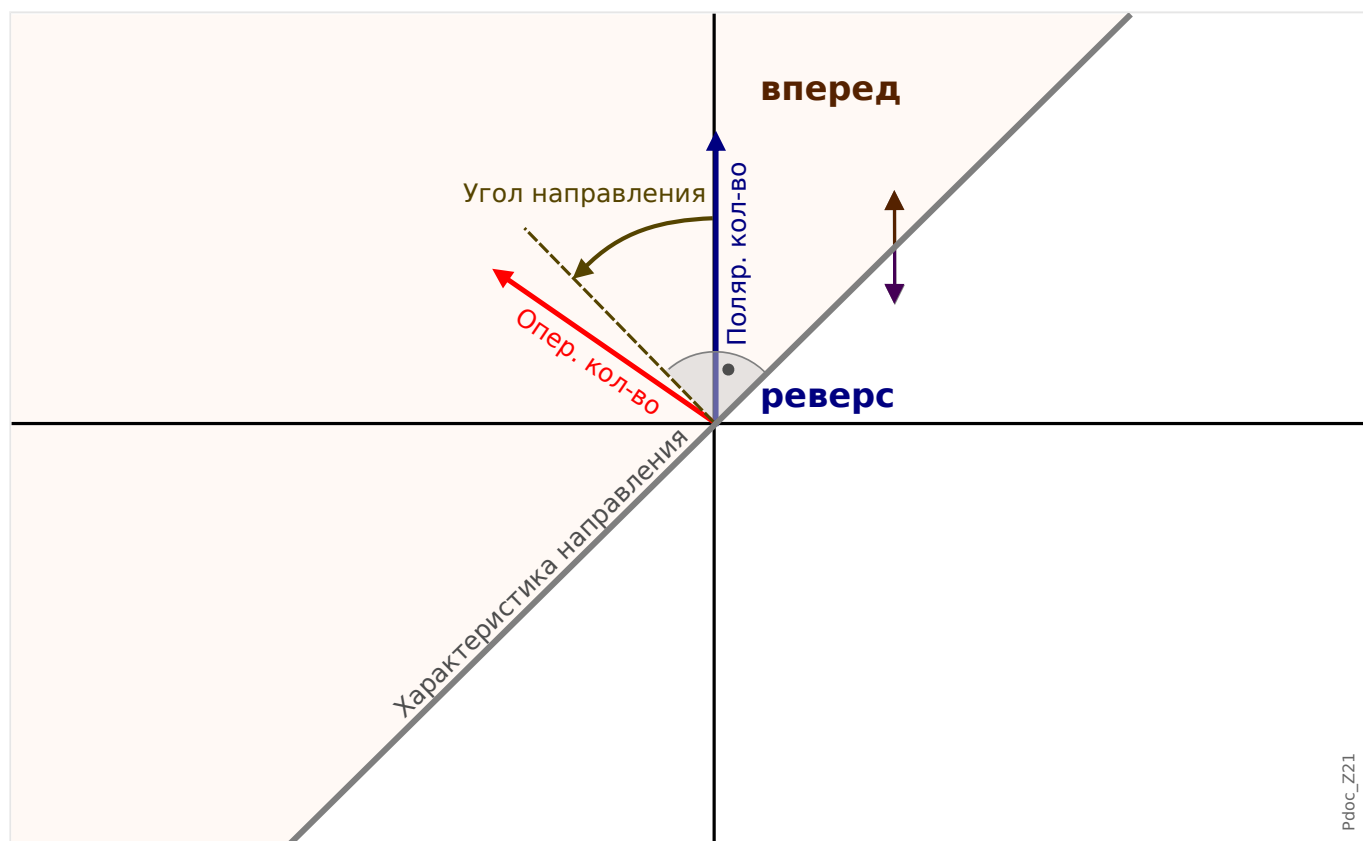 вперед
Угол направления
Поляр. кол-во
Опер. кол-во
реверс
Характеристика направления
Pdoc_Z21